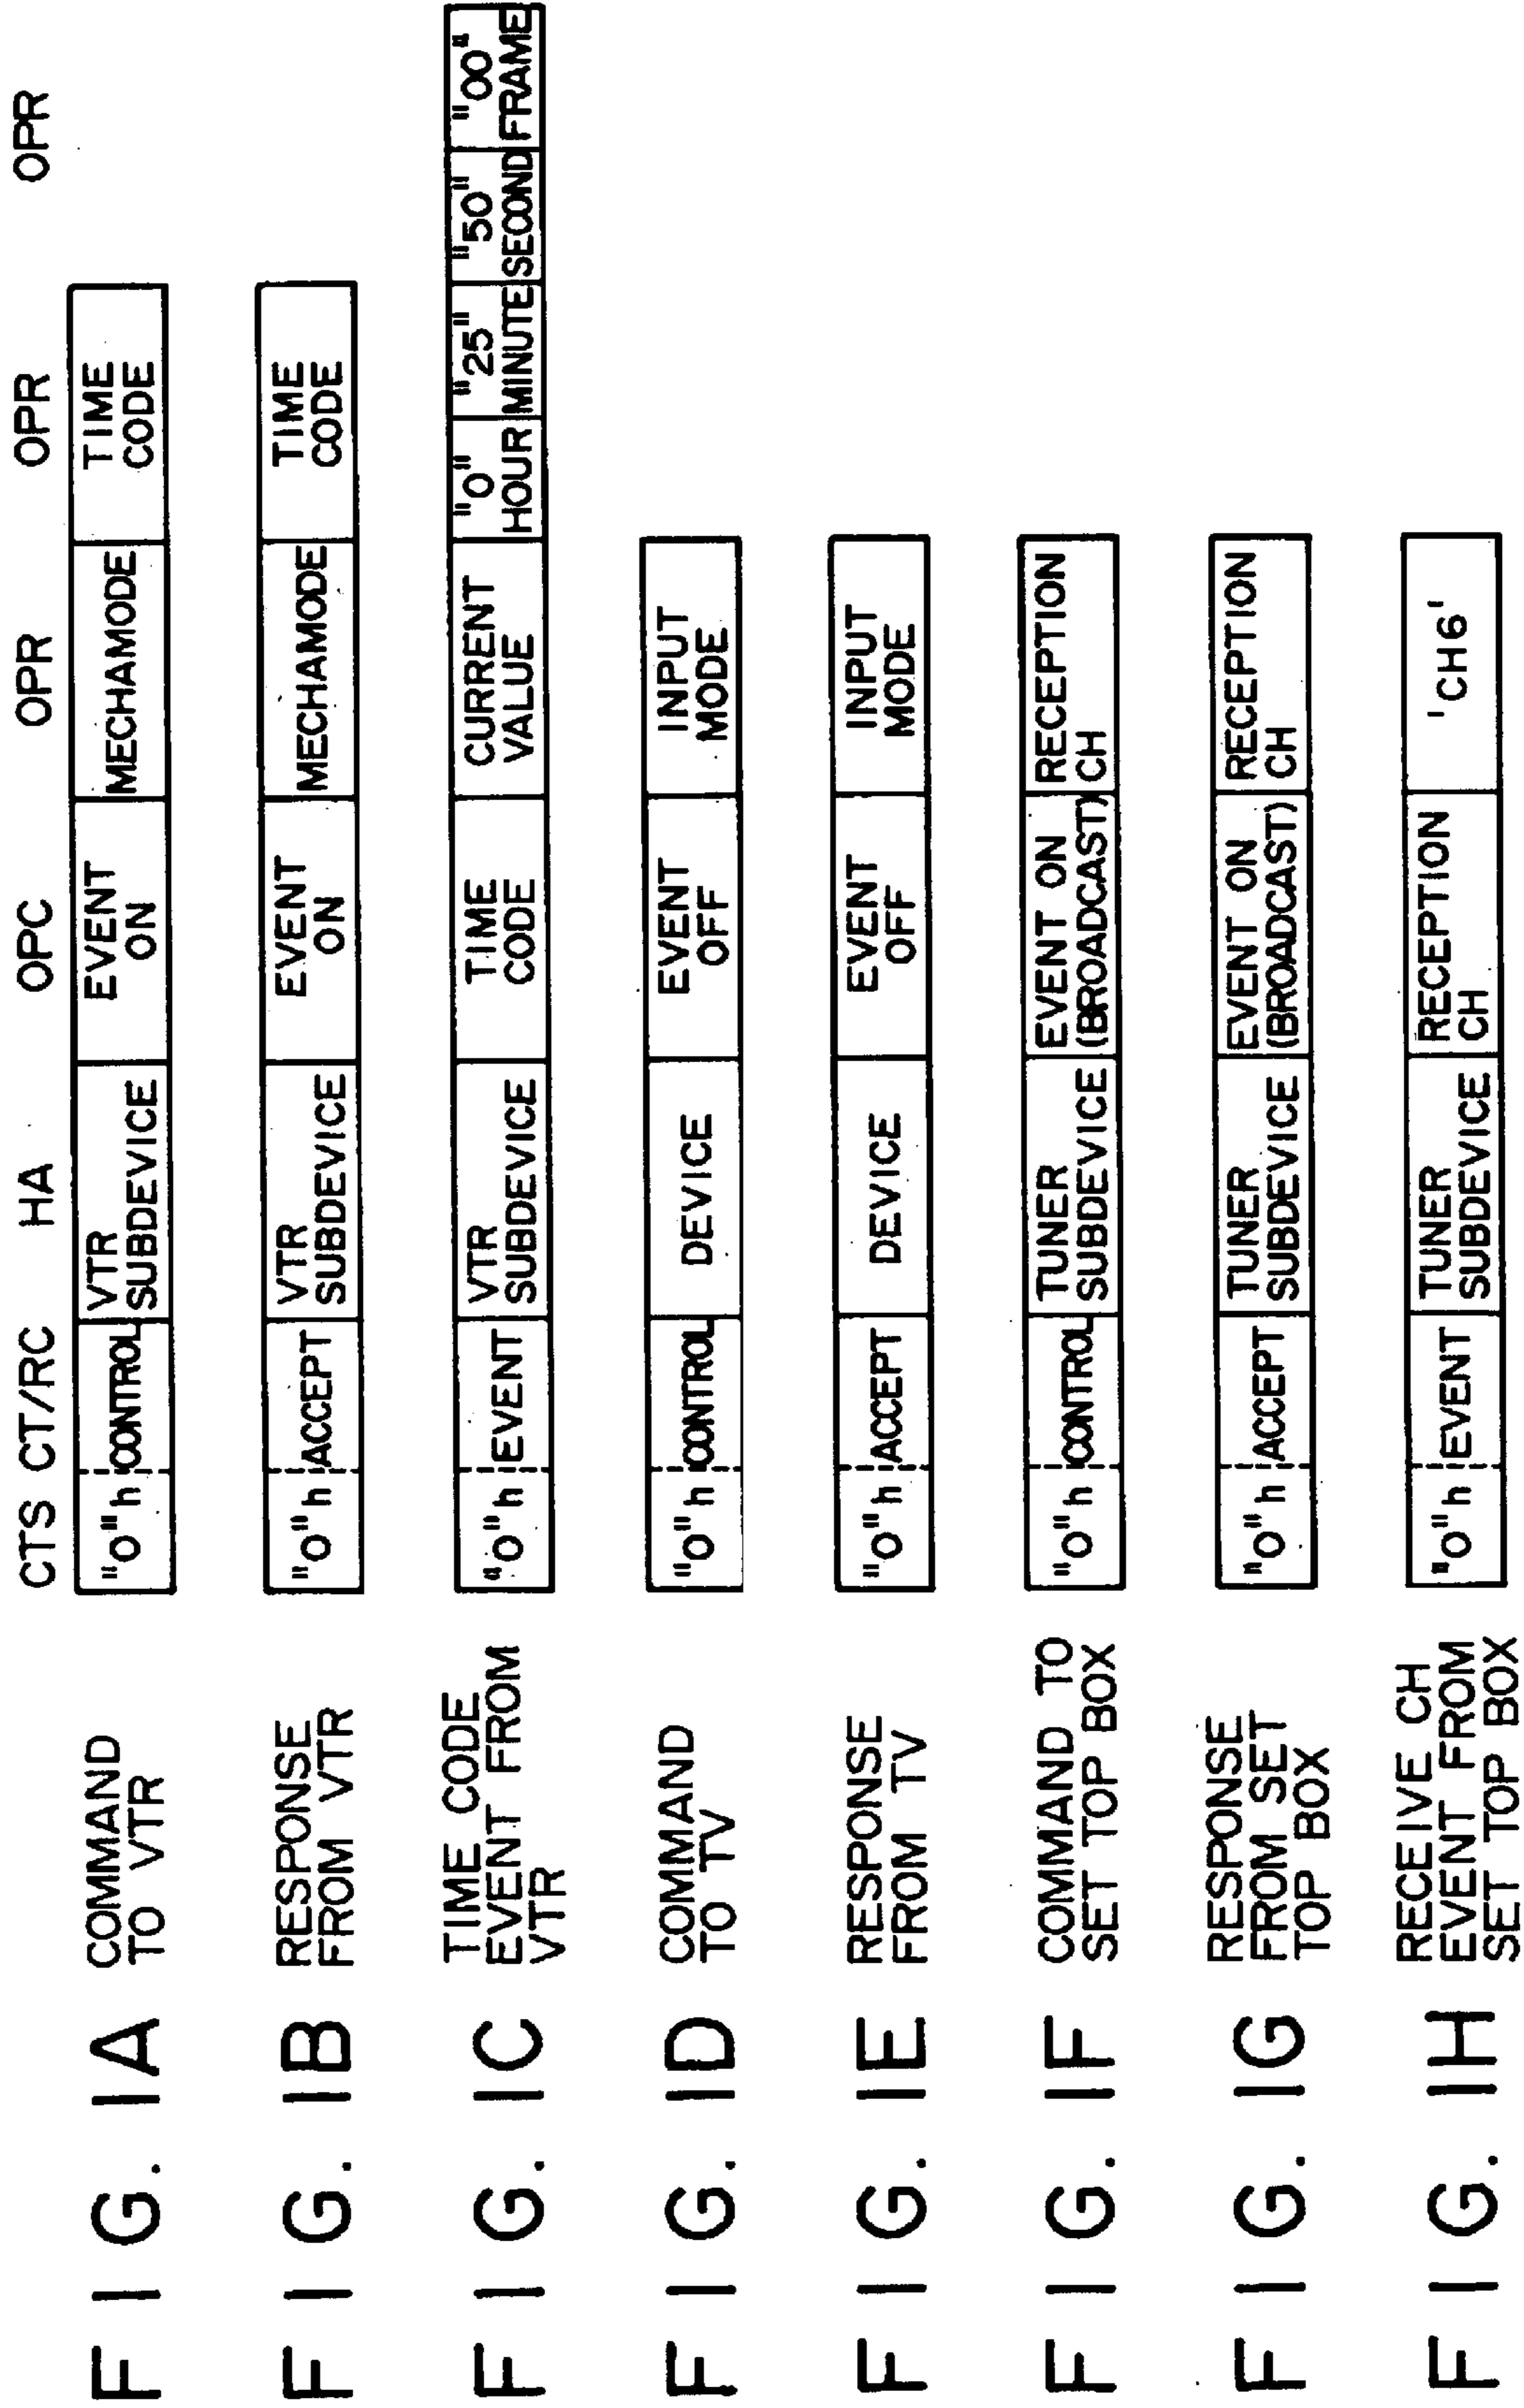 CTS CT/RC HA OPC OPR OPR OPR
FIG. 1A
COMMAND
TO VTR
"0"h CONTROL
VTR
SUBDEVICE
EVENT
ON
MECHAMODE
TIME
CODE
FIG. 1B
RESPONSE
FROM VTR
"0"h ACCEPT
VTR
SUBDEVICE
EVENT
ON
MECHAMODE
TIME
CODE
FIG. 1C
TIME CODE
EVENT FROM
VTR
"0"h EVENT
VTR
SUBDEVICE
TIME
CODE
CURRENT
VALUE
"0"
HOUR
"25"
MINUTE
"50"
SECOND
"00"
FRAME
FIG. 1D
COMMAND
TO TV
"0"h CONTROL
DEVICE
EVENT
OFF
INPUT
MODE
FIG. 1E
RESPONSE
FROM TV
"0"h ACCEPT
DEVICE
EVENT
OFF
INPUT
MODE
FIG. 1F
COMMAND TO
SET TOP BOX
"0"h CONTROL
TUNER
SUBDEVICE
EVENT ON
(BROADCAST)
RECEPTION
CH
FIG. 1G
RESPONSE
FROM SET
TOP BOX
"0"h ACCEPT
TUNER
SUBDEVICE
EVENT ON
(BROADCAST)
RECEPTION
CH
FIG. 1H
RECEIVE CH
EVENT FROM
SET TOP BOX
"0"h EVENT
TUNER
SUBDEVICE
RECEPTION
CH
'CH6'